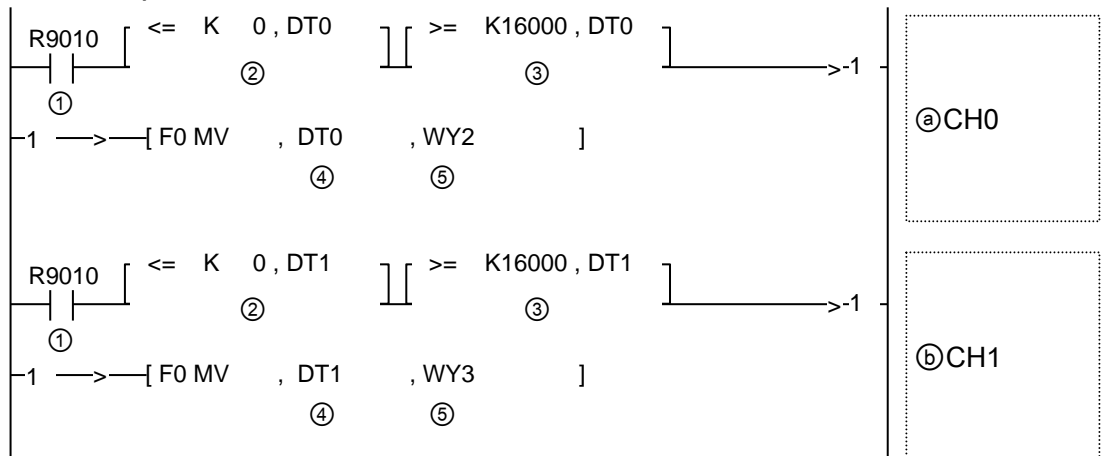 R9010 <= K 0 , DT0 >= K16000 , DT0 > 1
① ② ③
1 > [ F0 MV , DT0 , WY2 ]
④ ⑤
ⓐCH0
R9010 <= K 0 , DT1 >= K16000 , DT1 > 1
① ② ③
1 > [ F0 MV , DT1 , WY3 ]
④ ⑤
ⓑCH1